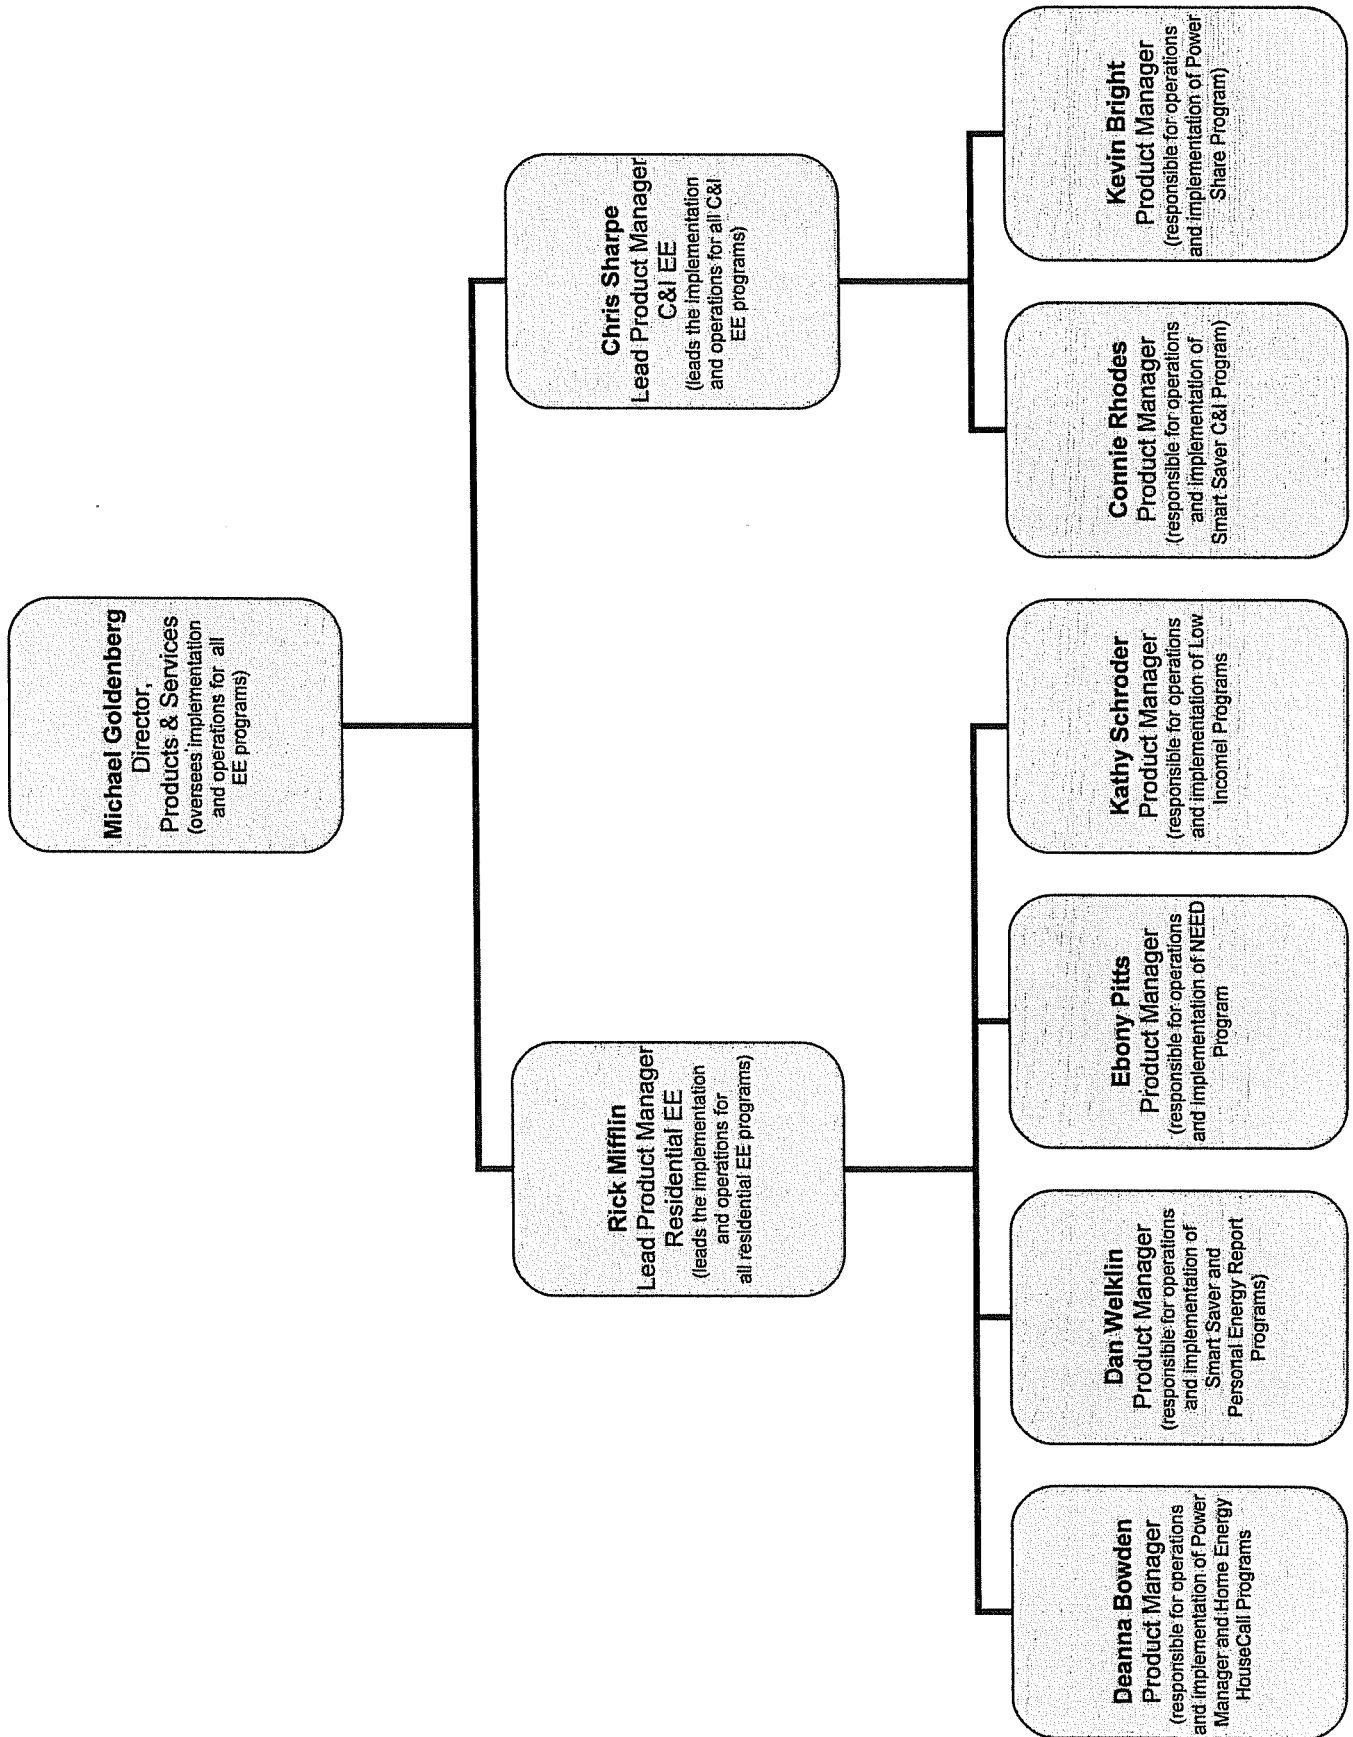 Michael Goldenberg
Director,
Products & Services
(oversees implementation
and operations for all
EE programs)
Rick Mifflin
Lead Product Manager
Residential EE
(leads the implementation
and operations for
all residential EE programs)
Chris Sharpe
Lead Product Manager
C&I EE
(leads the implementation
and operations for all C&I
EE programs)
Deanna Bowden
Product Manager
(responsible for operations
and implementation of Power
Manager and Home Energy
HouseCall Programs
Dan Welklin
Product Manager
(responsible for operations
and implementation of
Smart Saver and
Personal Energy Report
Programs)
Ebony Pitts
Product Manager
(responsible for operations
and implementation of NEED
Program
Kathy Schroder
Product Manager
(responsible for operations
and implementation of Low
Incomel Programs
Connie Rhodes
Product Manager
(responsible for operations
and implementation of
Smart Saver C&I Program)
Kevin Bright
Product Manager
(responsible for operations
and implementation of Power
Share Program)